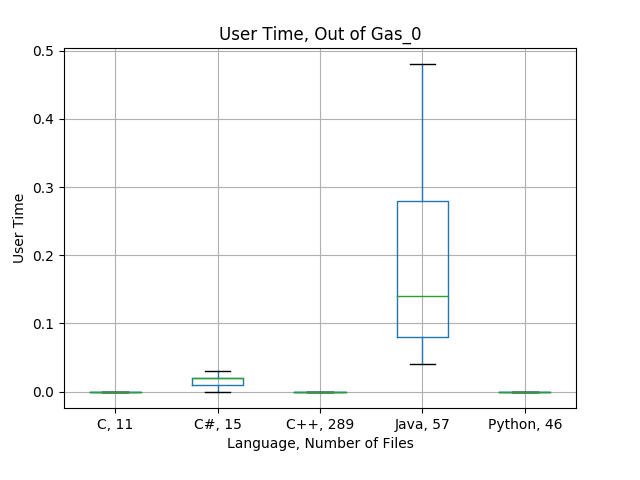 User Time, Out of Gas_0
0.5
0.4
0.3
0.2
0.1
0.0
User Time
C, 11
C#, 15
C++, 289
Java, 57
Python, 46
Language, Number of Files